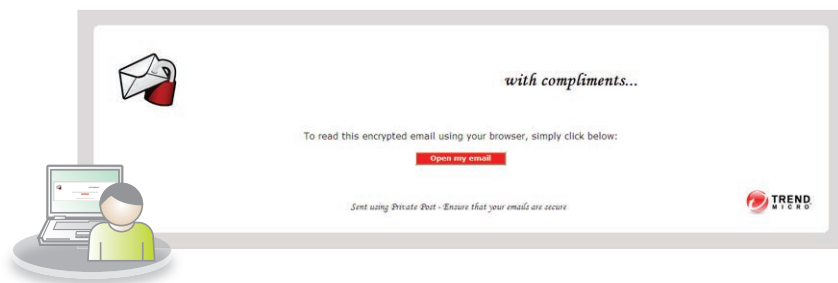 with compliments...
To read this encrypted email using your browser, simply click below:
Open my email
Sent using Private Post - Ensure that your emails are secure
TREND
MICRO